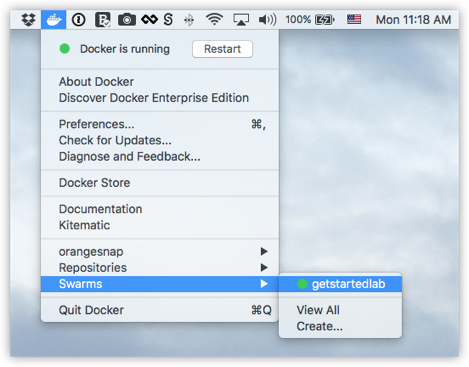 100% Mon 11:18 AM
Docker is running Restart
About Docker
Discover Docker Enterprise Edition
Preferences... ⌘,
Check for Updates...
Diagnose and Feedback...
Docker Store
Documentation
Kitematic
orangesnap
Repositories
Swarms
getstartedlab
View All
Create...
Quit Docker ⌘Q